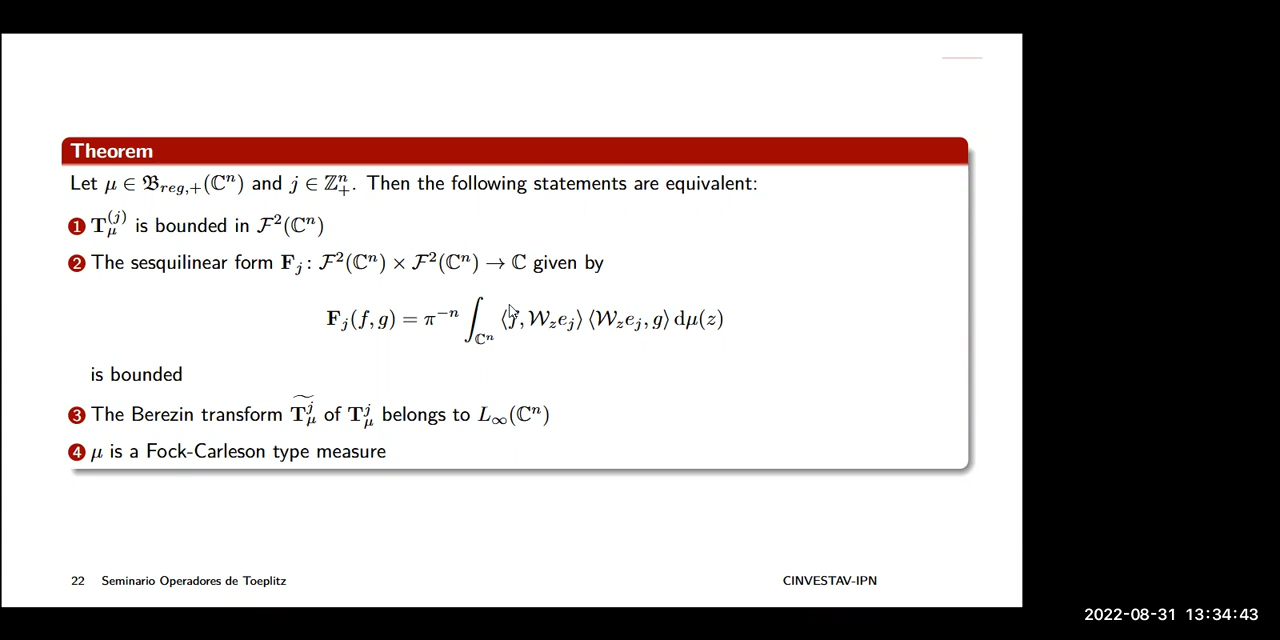 Theorem
Let μ ∈ 𝔅_{reg,+}(ℂⁿ) and j ∈ ℤ₊ⁿ. Then the following statements are equivalent:
1 T_μ^{(j)} is bounded in ℱ²(ℂⁿ)
2 The sesquilinear form F_j : ℱ²(ℂⁿ) × ℱ²(ℂⁿ) → ℂ given by
F_j(f, g) = π^{−n} ∫_{ℂⁿ} ⟨f, 𝒲_z e_j⟩ ⟨𝒲_z e_j, g⟩ dμ(z)
is bounded
3 The Berezin transform \widetilde{T_μ^j} of T_μ^j belongs to L_∞(ℂⁿ)
4 μ is a Fock-Carleson type measure
22 Seminario Operadores de Toeplitz CINVESTAV-IPN
2022-08-31 13:34:43